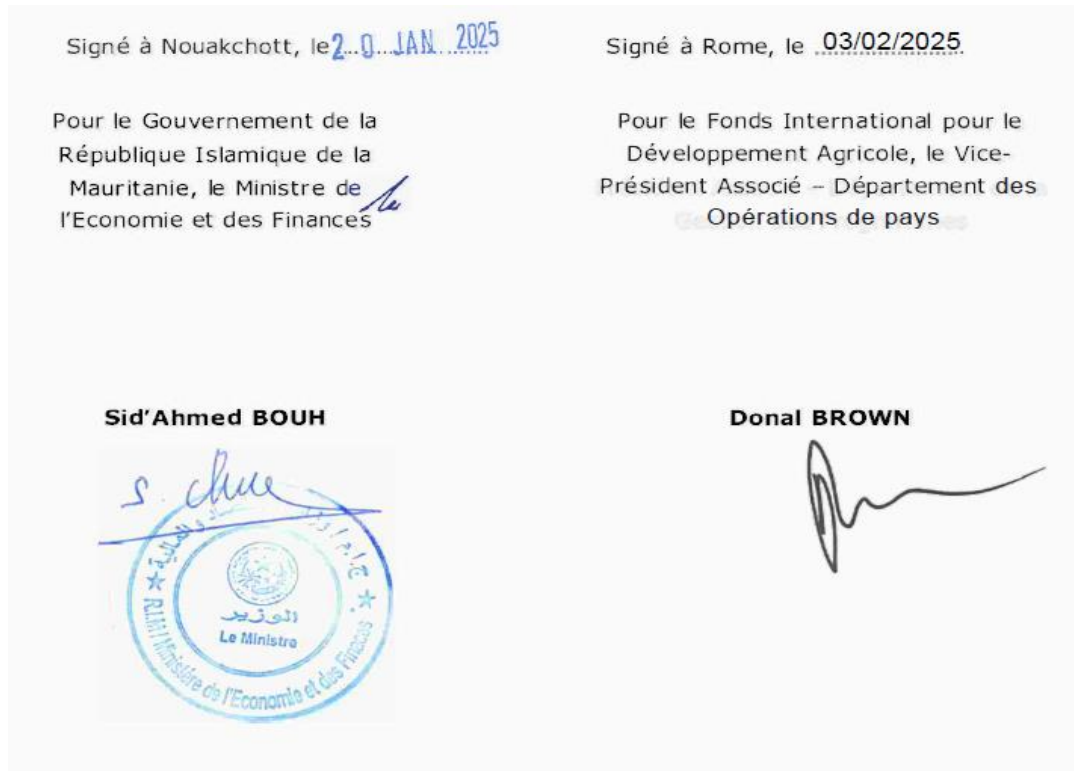 Signé à Nouakchott, le 20 JAN 2025
Pour le Gouvernement de la
République Islamique de la
Mauritanie, le Ministre de
l'Economie et des Finances
Sid'Ahmed BOUH
الوزير
Le Ministre
RIM Ministère de l'Economie et des Finaces
Signé à Rome, le 03/02/2025
Pour le Fonds International pour le
Développement Agricole, le Vice-
Président Associé – Département des
Opérations de pays
Donal BROWN